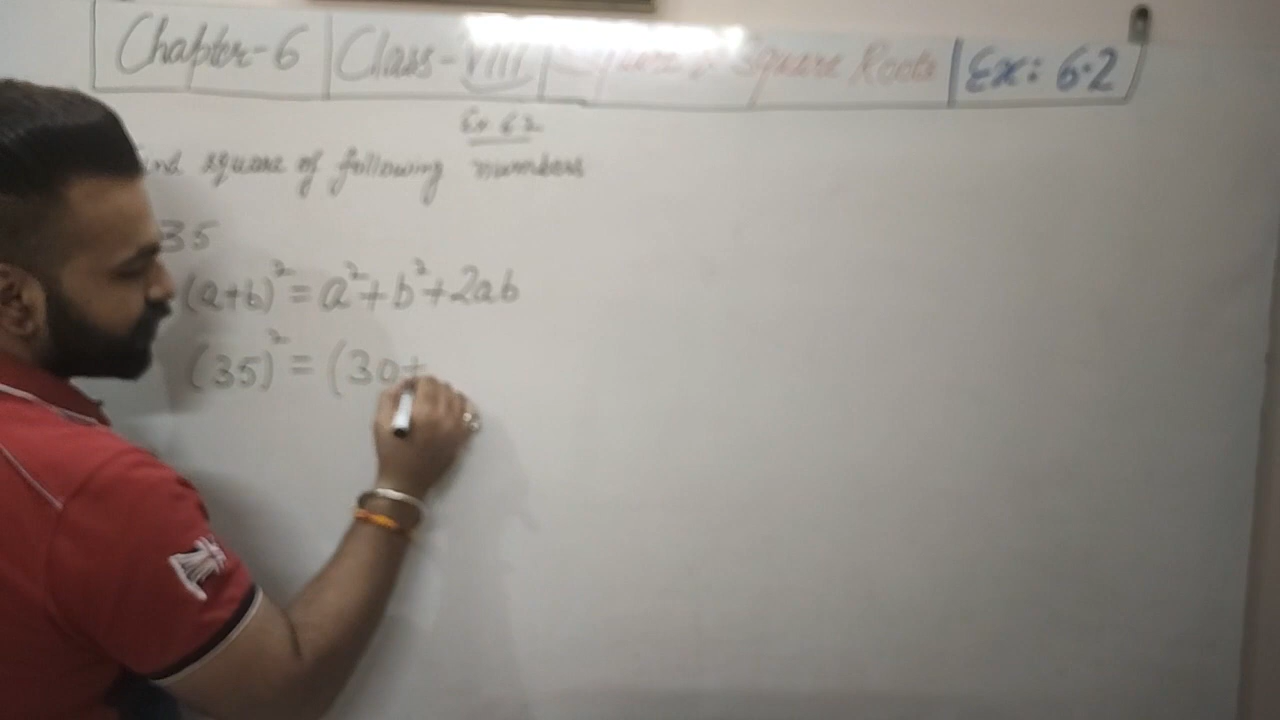 Chapter-6 | Class-VIII | Square & Square Roots | Ex: 6.2
Ex 6.2
ind square of following numbers
35
(a+b)² = a² + b² + 2ab
(35)² = (30+